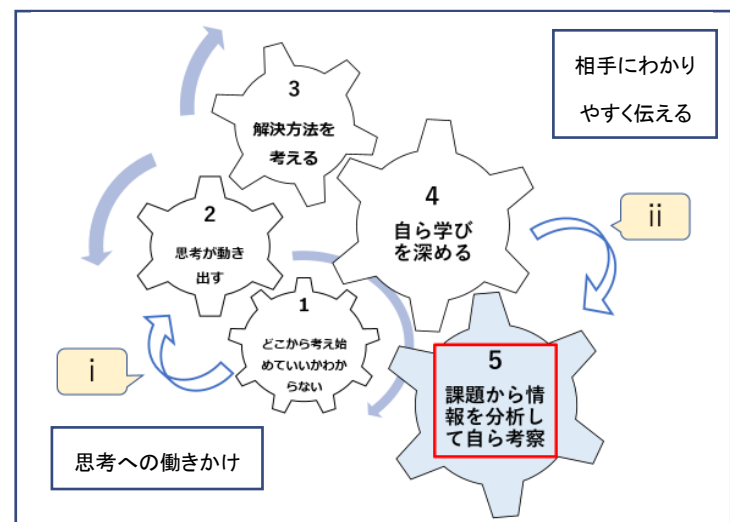 3
解決方法を
考える
相手にわかり
やすく伝える
2
思考が動き
出す
4
自ら学び
を深める
ii
1
どこから考え始
めていいかわか
らない
i
5
課題から情
報を分析し
て自ら考察
思考への働きかけ